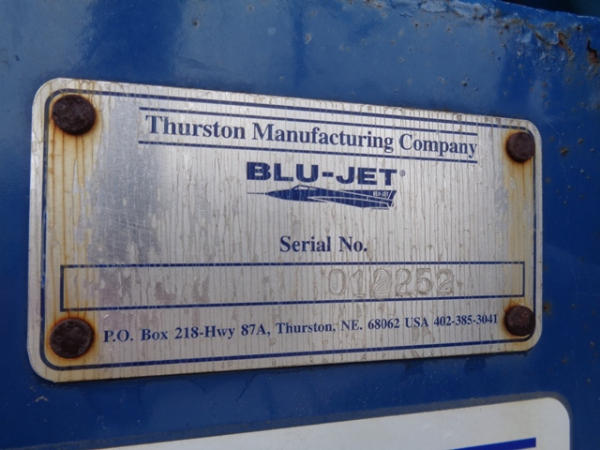 Thurston Manufacturing Company
BLU-JET®
Serial No.
P.O. Box 218-Hwy 87A, Thurston, NE. 68062 USA 402-385-3041